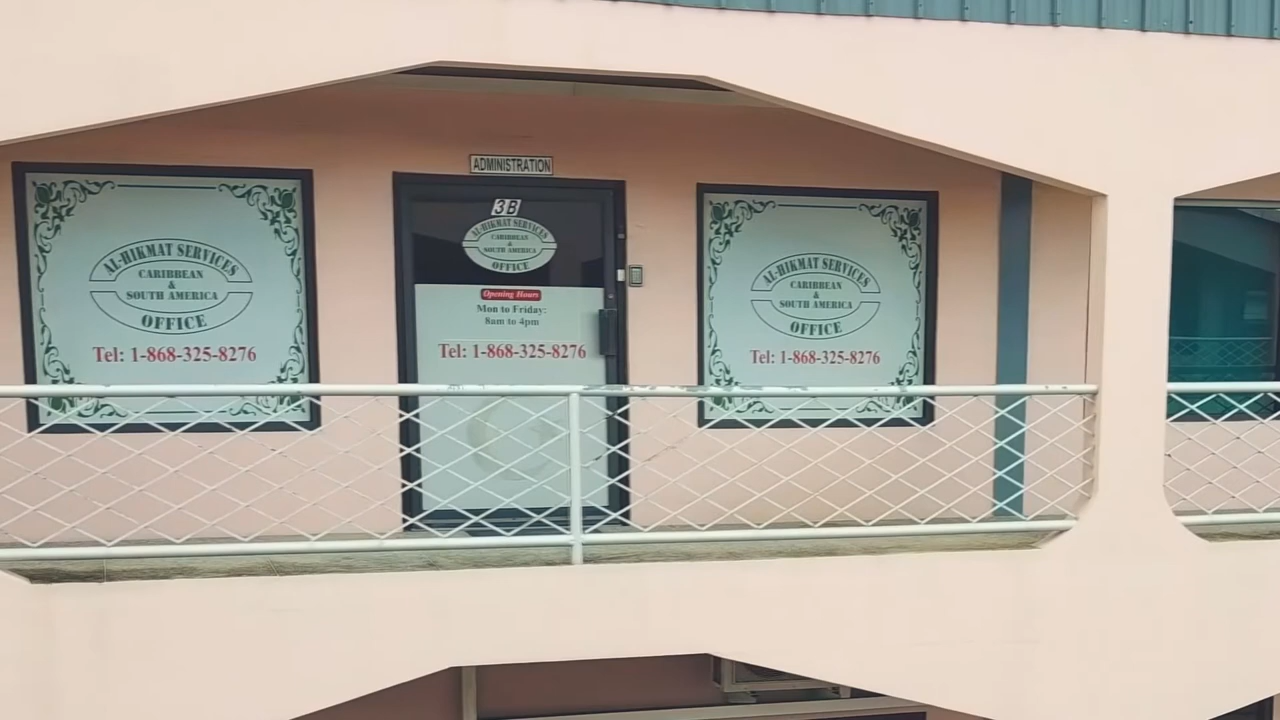 ADMINISTRATION
AL-HIKMAT SERVICES
CARIBBEAN
&
SOUTH AMERICA
OFFICE
Tel: 1-868-325-8276
3B
AL-HIKMAT SERVICES
CARIBBEAN
&
SOUTH AMERICA
OFFICE
Opening Hours
Mon to Friday:
8am to 4pm
Tel: 1-868-325-8276
AL-HIKMAT SERVICES
CARIBBEAN
&
SOUTH AMERICA
OFFICE
Tel: 1-868-325-8276